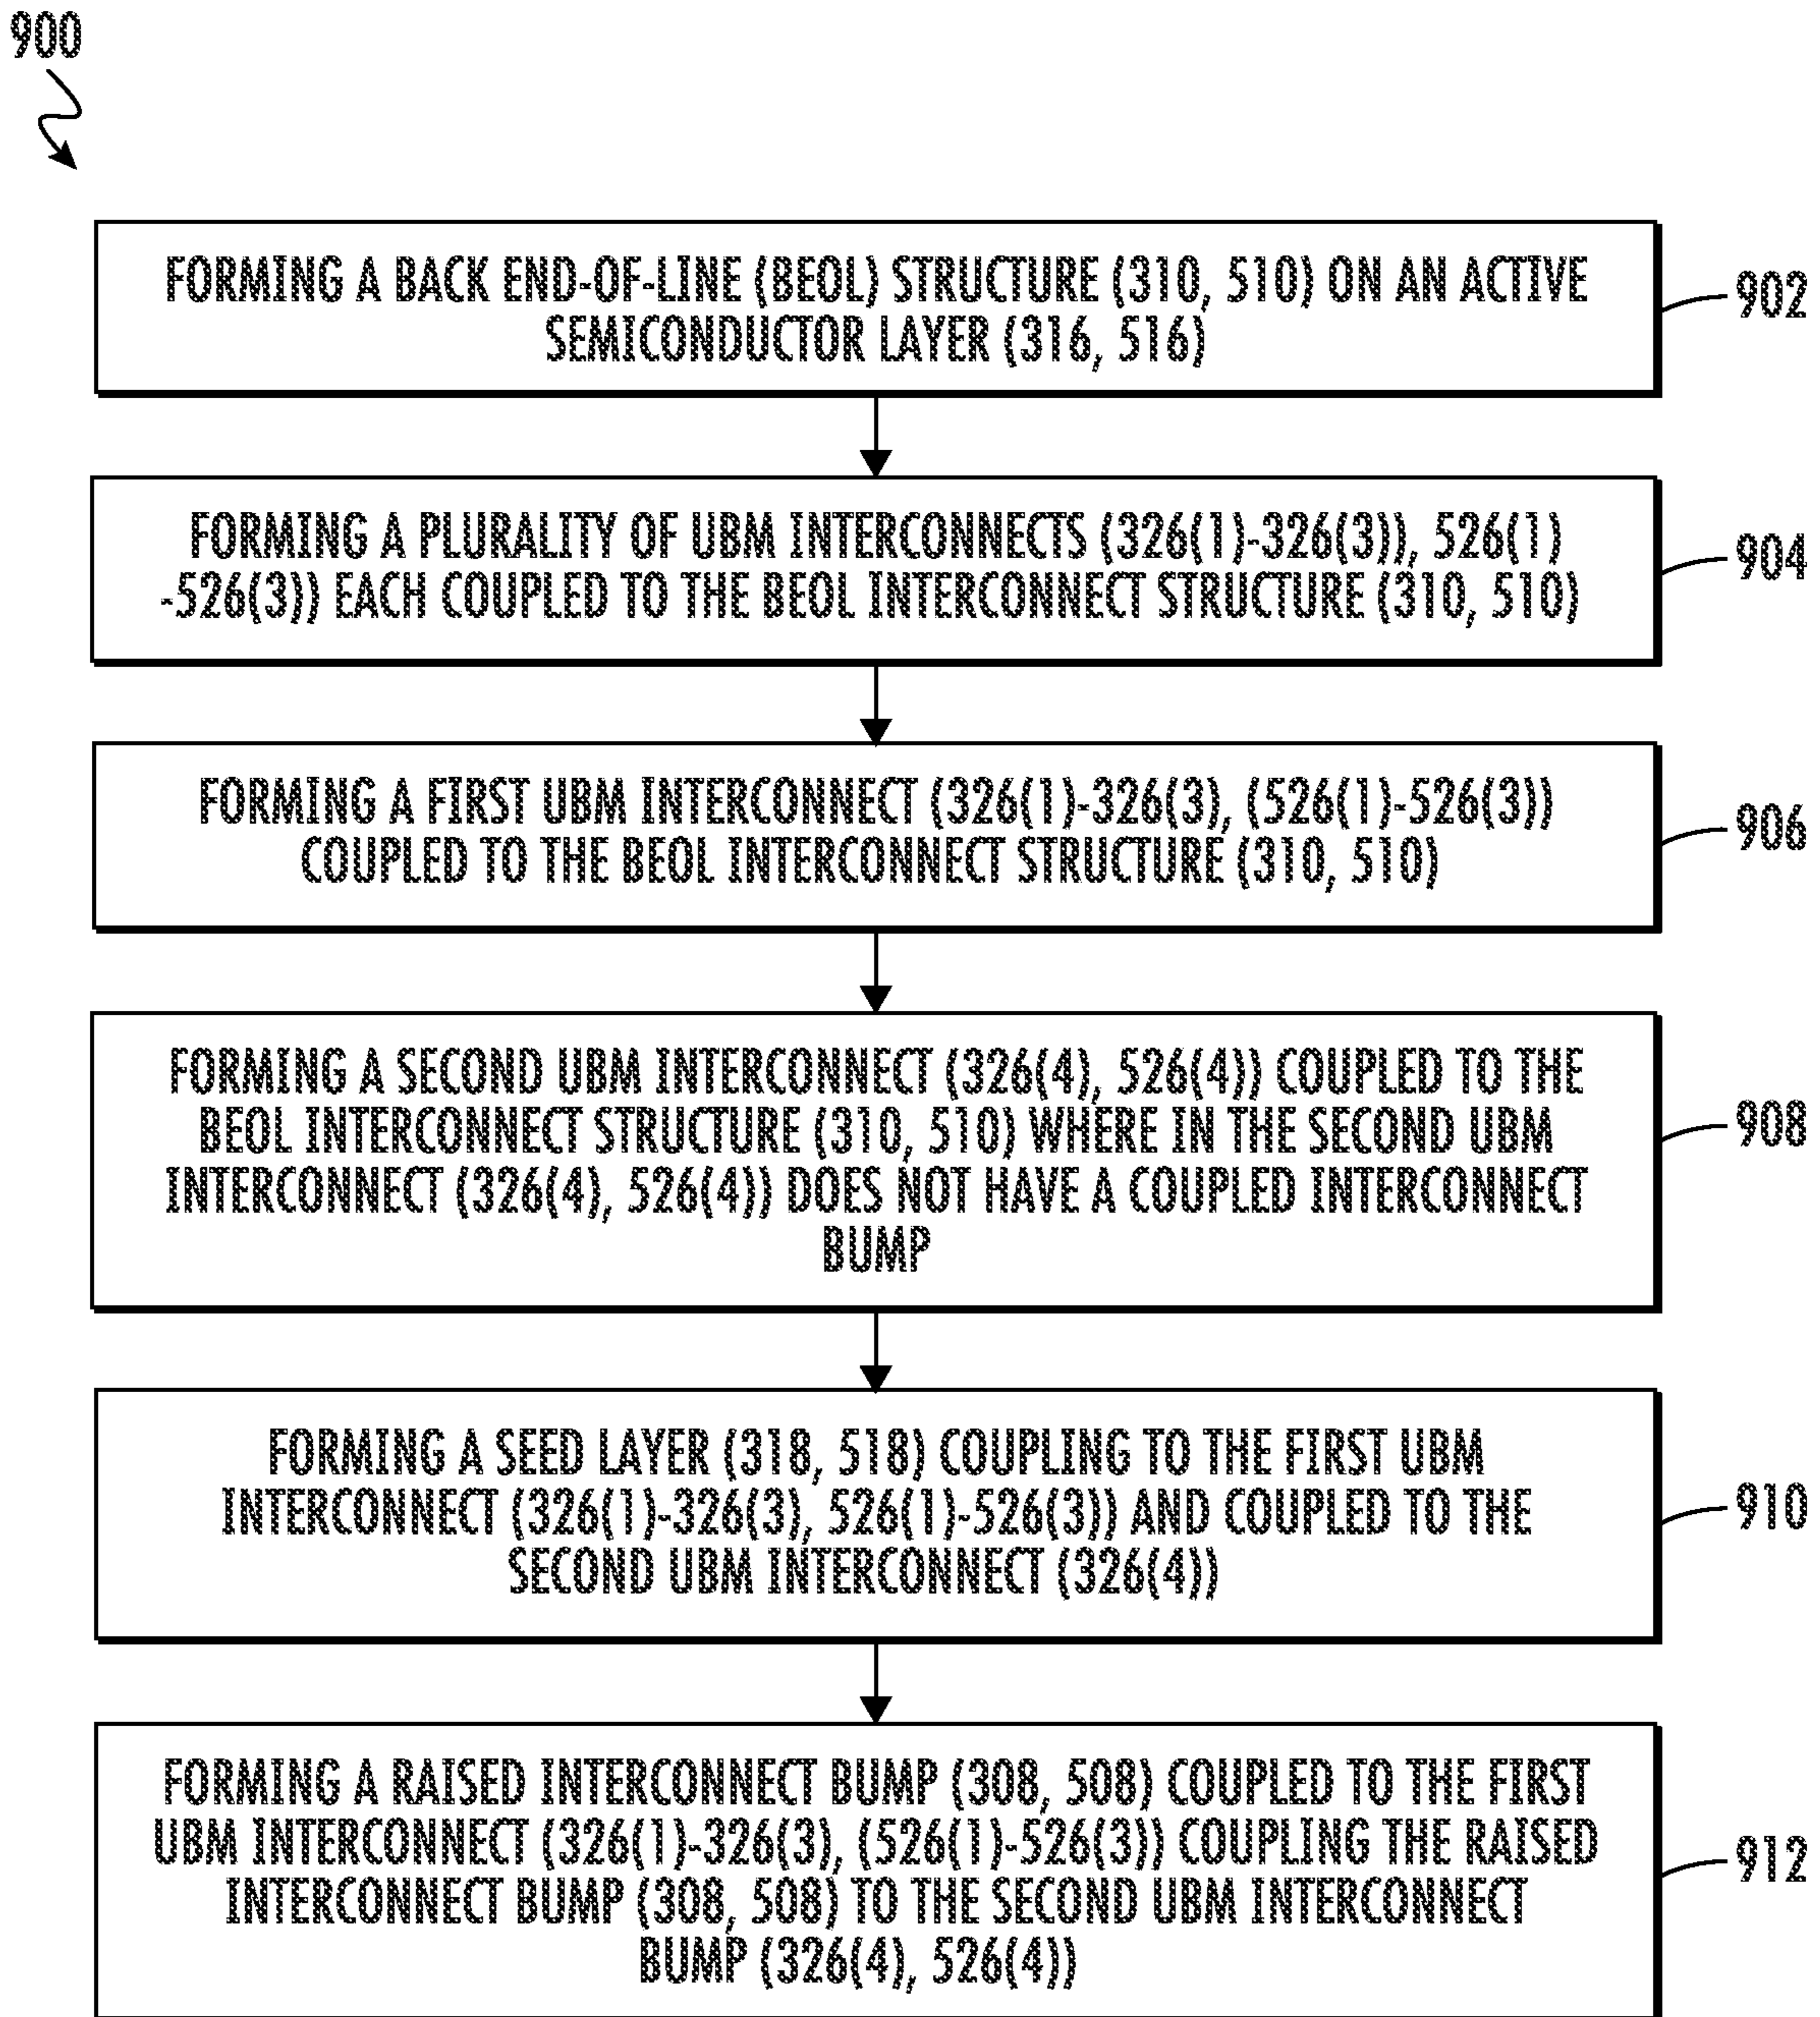 900
FORMING A BACK END-OF-LINE (BEOL) STRUCTURE (310, 510) ON AN ACTIVE
SEMICONDUCTOR LAYER (316, 516)
902
FORMING A PLURALITY OF UBM INTERCONNECTS (326(1)-326(3)), 526(1)
-526(3)) EACH COUPLED TO THE BEOL INTERCONNECT STRUCTURE (310, 510)
904
FORMING A FIRST UBM INTERCONNECT (326(1)-326(3), (526(1)-526(3))
COUPLED TO THE BEOL INTERCONNECT STRUCTURE (310, 510)
906
FORMING A SECOND UBM INTERCONNECT (326(4), 526(4)) COUPLED TO THE
BEOL INTERCONNECT STRUCTURE (310, 510) WHERE IN THE SECOND UBM
INTERCONNECT (326(4), 526(4)) DOES NOT HAVE A COUPLED INTERCONNECT
BUMP
908
FORMING A SEED LAYER (318, 518) COUPLING TO THE FIRST UBM
INTERCONNECT (326(1)-326(3), 526(1)-526(3)) AND COUPLED TO THE
SECOND UBM INTERCONNECT (326(4))
910
FORMING A RAISED INTERCONNECT BUMP (308, 508) COUPLED TO THE FIRST
UBM INTERCONNECT (326(1)-326(3), (526(1)-526(3)) COUPLING THE RAISED
INTERCONNECT BUMP (308, 508) TO THE SECOND UBM INTERCONNECT
BUMP (326(4), 526(4))
912